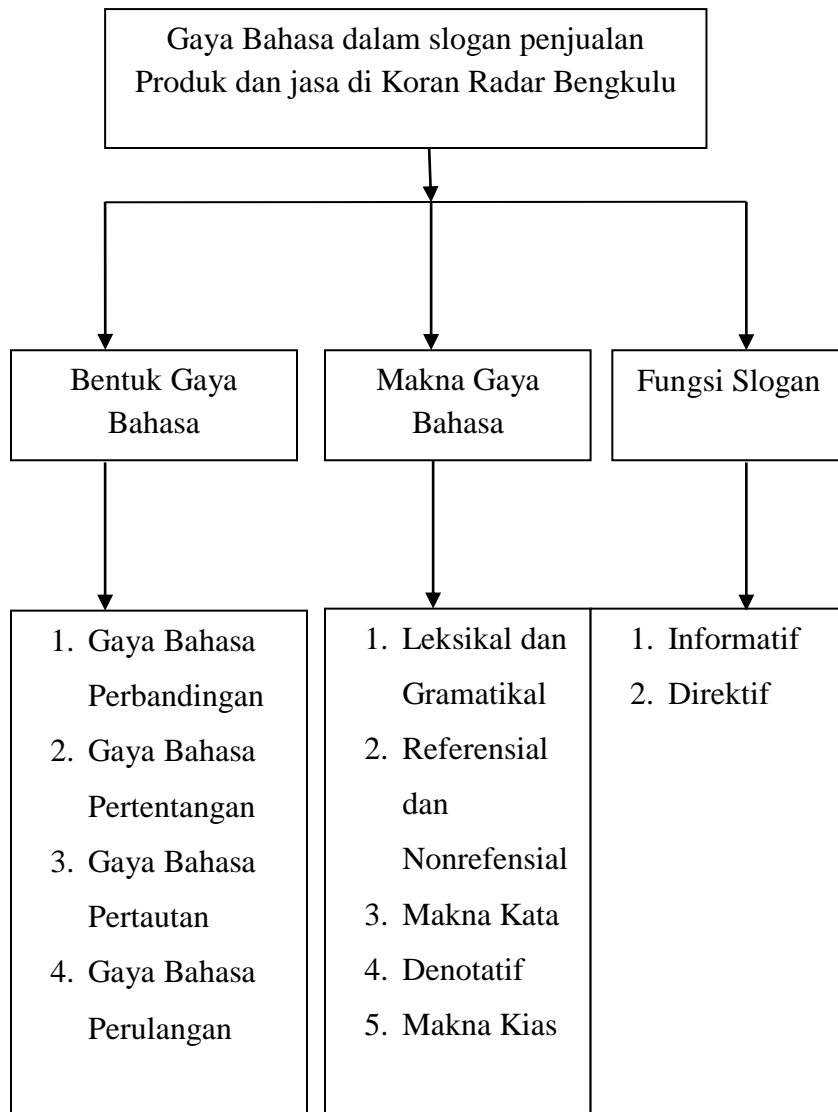 Gaya Bahasa dalam slogan penjualan
Produk dan jasa di Koran Radar Bengkulu
Bentuk Gaya
Bahasa
Makna Gaya
Bahasa
Fungsi Slogan
1. Gaya Bahasa
Perbandingan
2. Gaya Bahasa
Pertentangan
3. Gaya Bahasa
Pertautan
4. Gaya Bahasa
Perulangan
1. Leksikal dan
Gramatikal
2. Referensial
dan
Nonrefensial
3. Makna Kata
4. Denotatif
5. Makna Kias
1. Informatif
2. Direktif